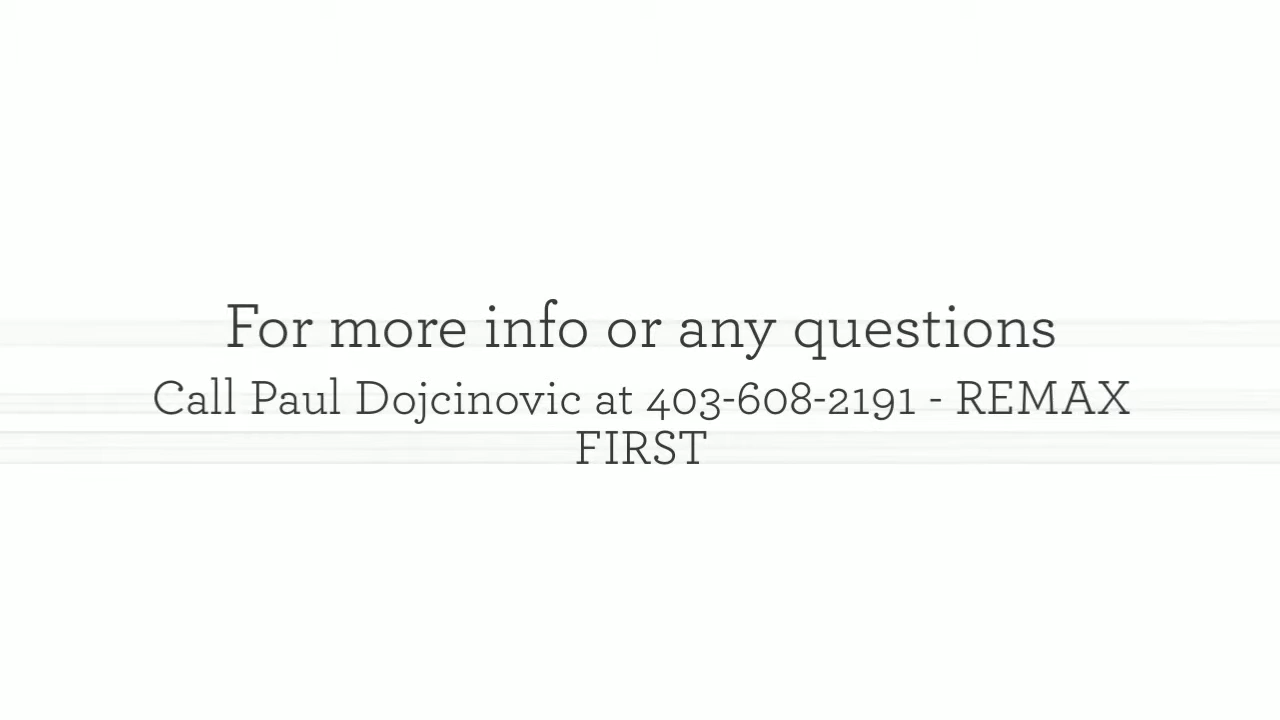 For more info or any questions
Call Paul Dojcinovic at 403-608-2191 - REMAX
FIRST